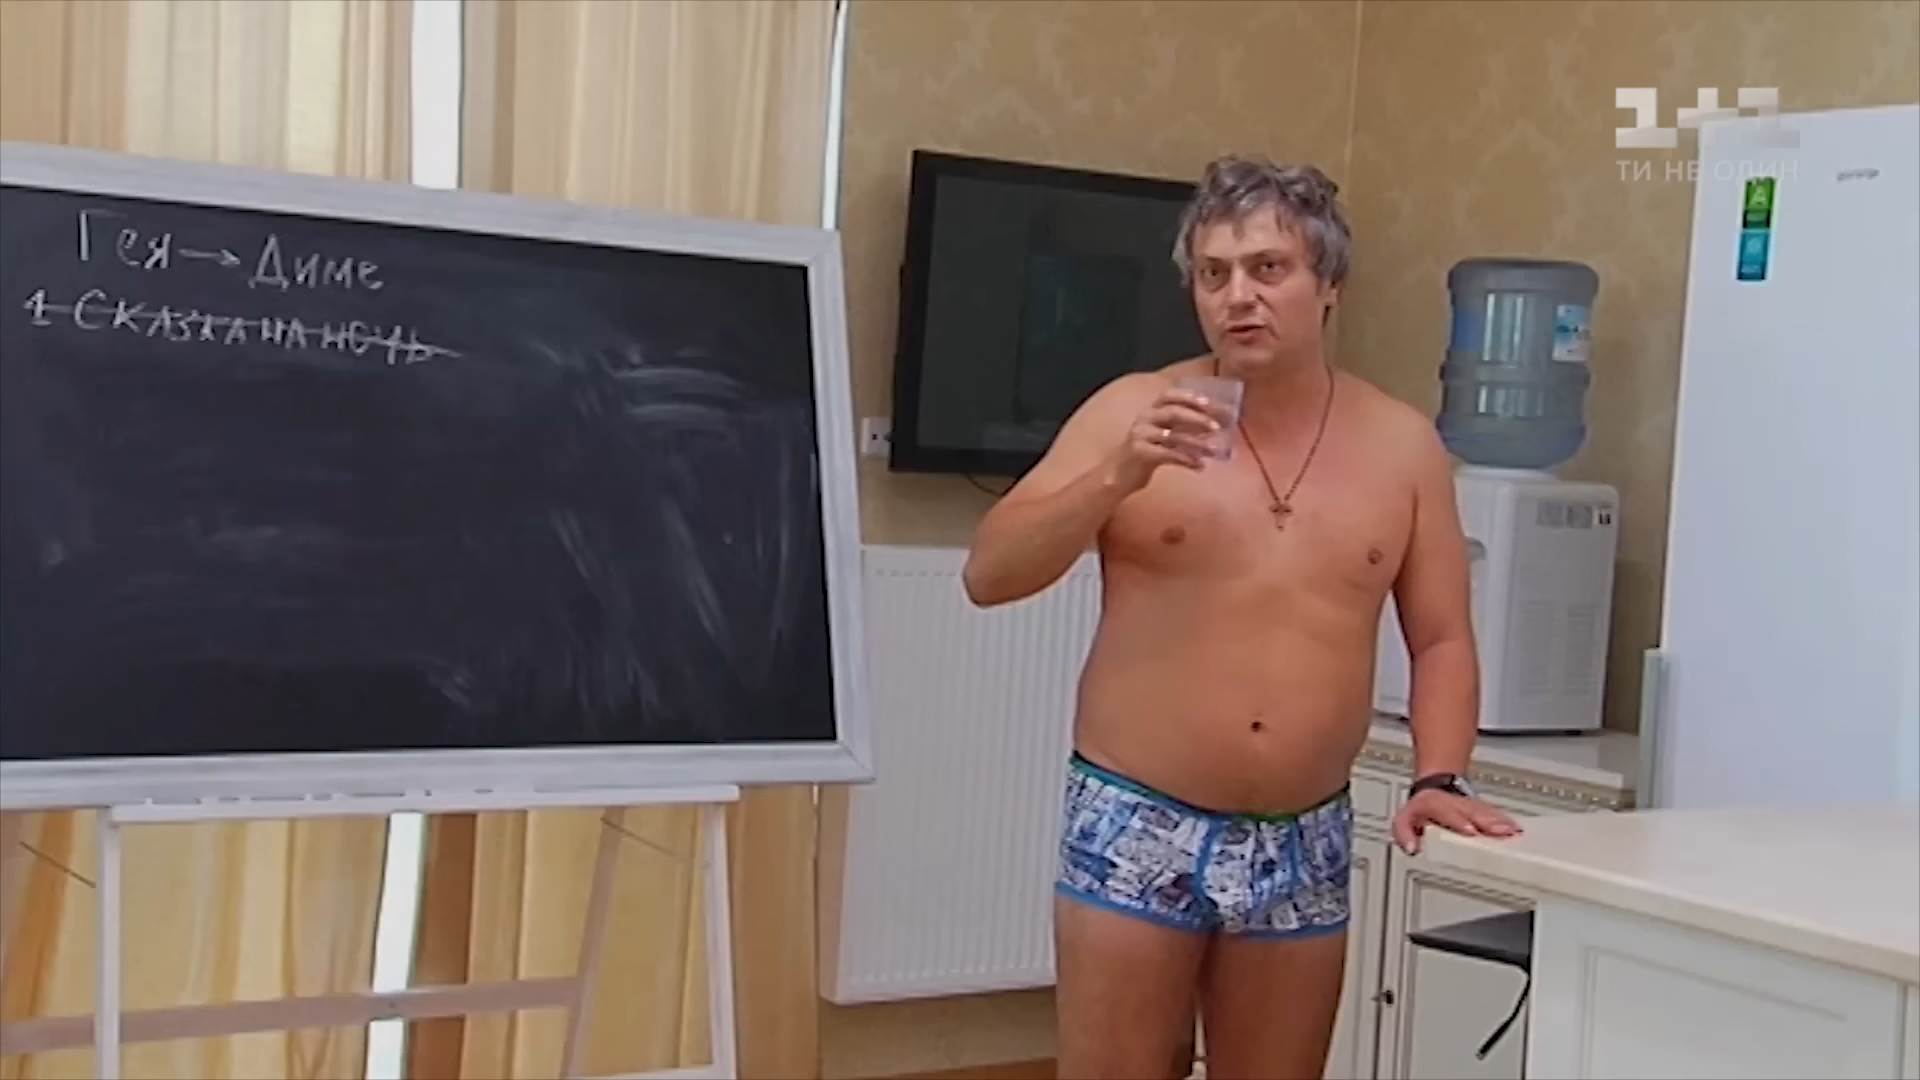 Гея → Диме
1 СКАЗКА НА НОЧЬ
1+1
ТИ НЕ ОДИН